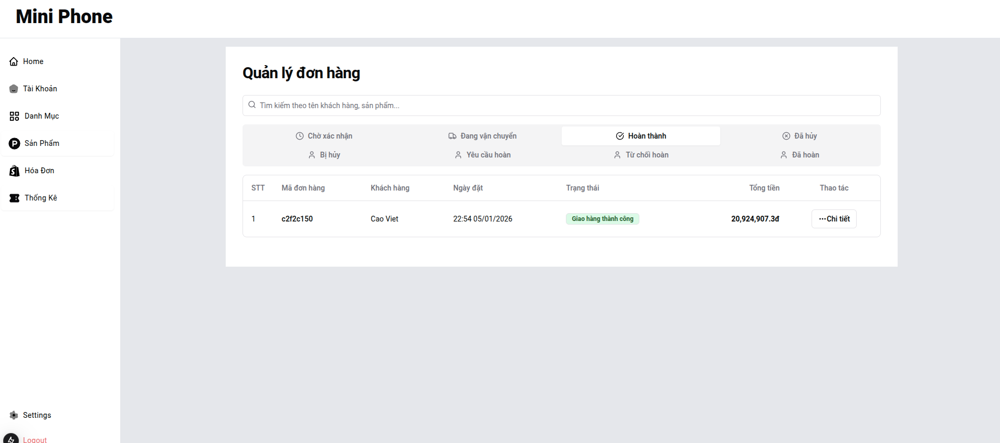 Mini Phone
Home
Tài Khoản
Danh Mục
Sản Phẩm
Hóa Đơn
Thống Kê
Settings
Logout
Quản lý đơn hàng
Tìm kiếm theo tên khách hàng, sản phẩm...
Chờ xác nhận Đang vận chuyển Hoàn thành Đã hủy
Bị hủy Yêu cầu hoàn Từ chối hoàn Đã hoàn
STT Mã đơn hàng Khách hàng Ngày đặt Trạng thái Tổng tiền Thao tác
1 c2f2c150 Cao Viet 22:54 05/01/2026 Giao hàng thành công 20,924,907.3đ ···Chi tiết